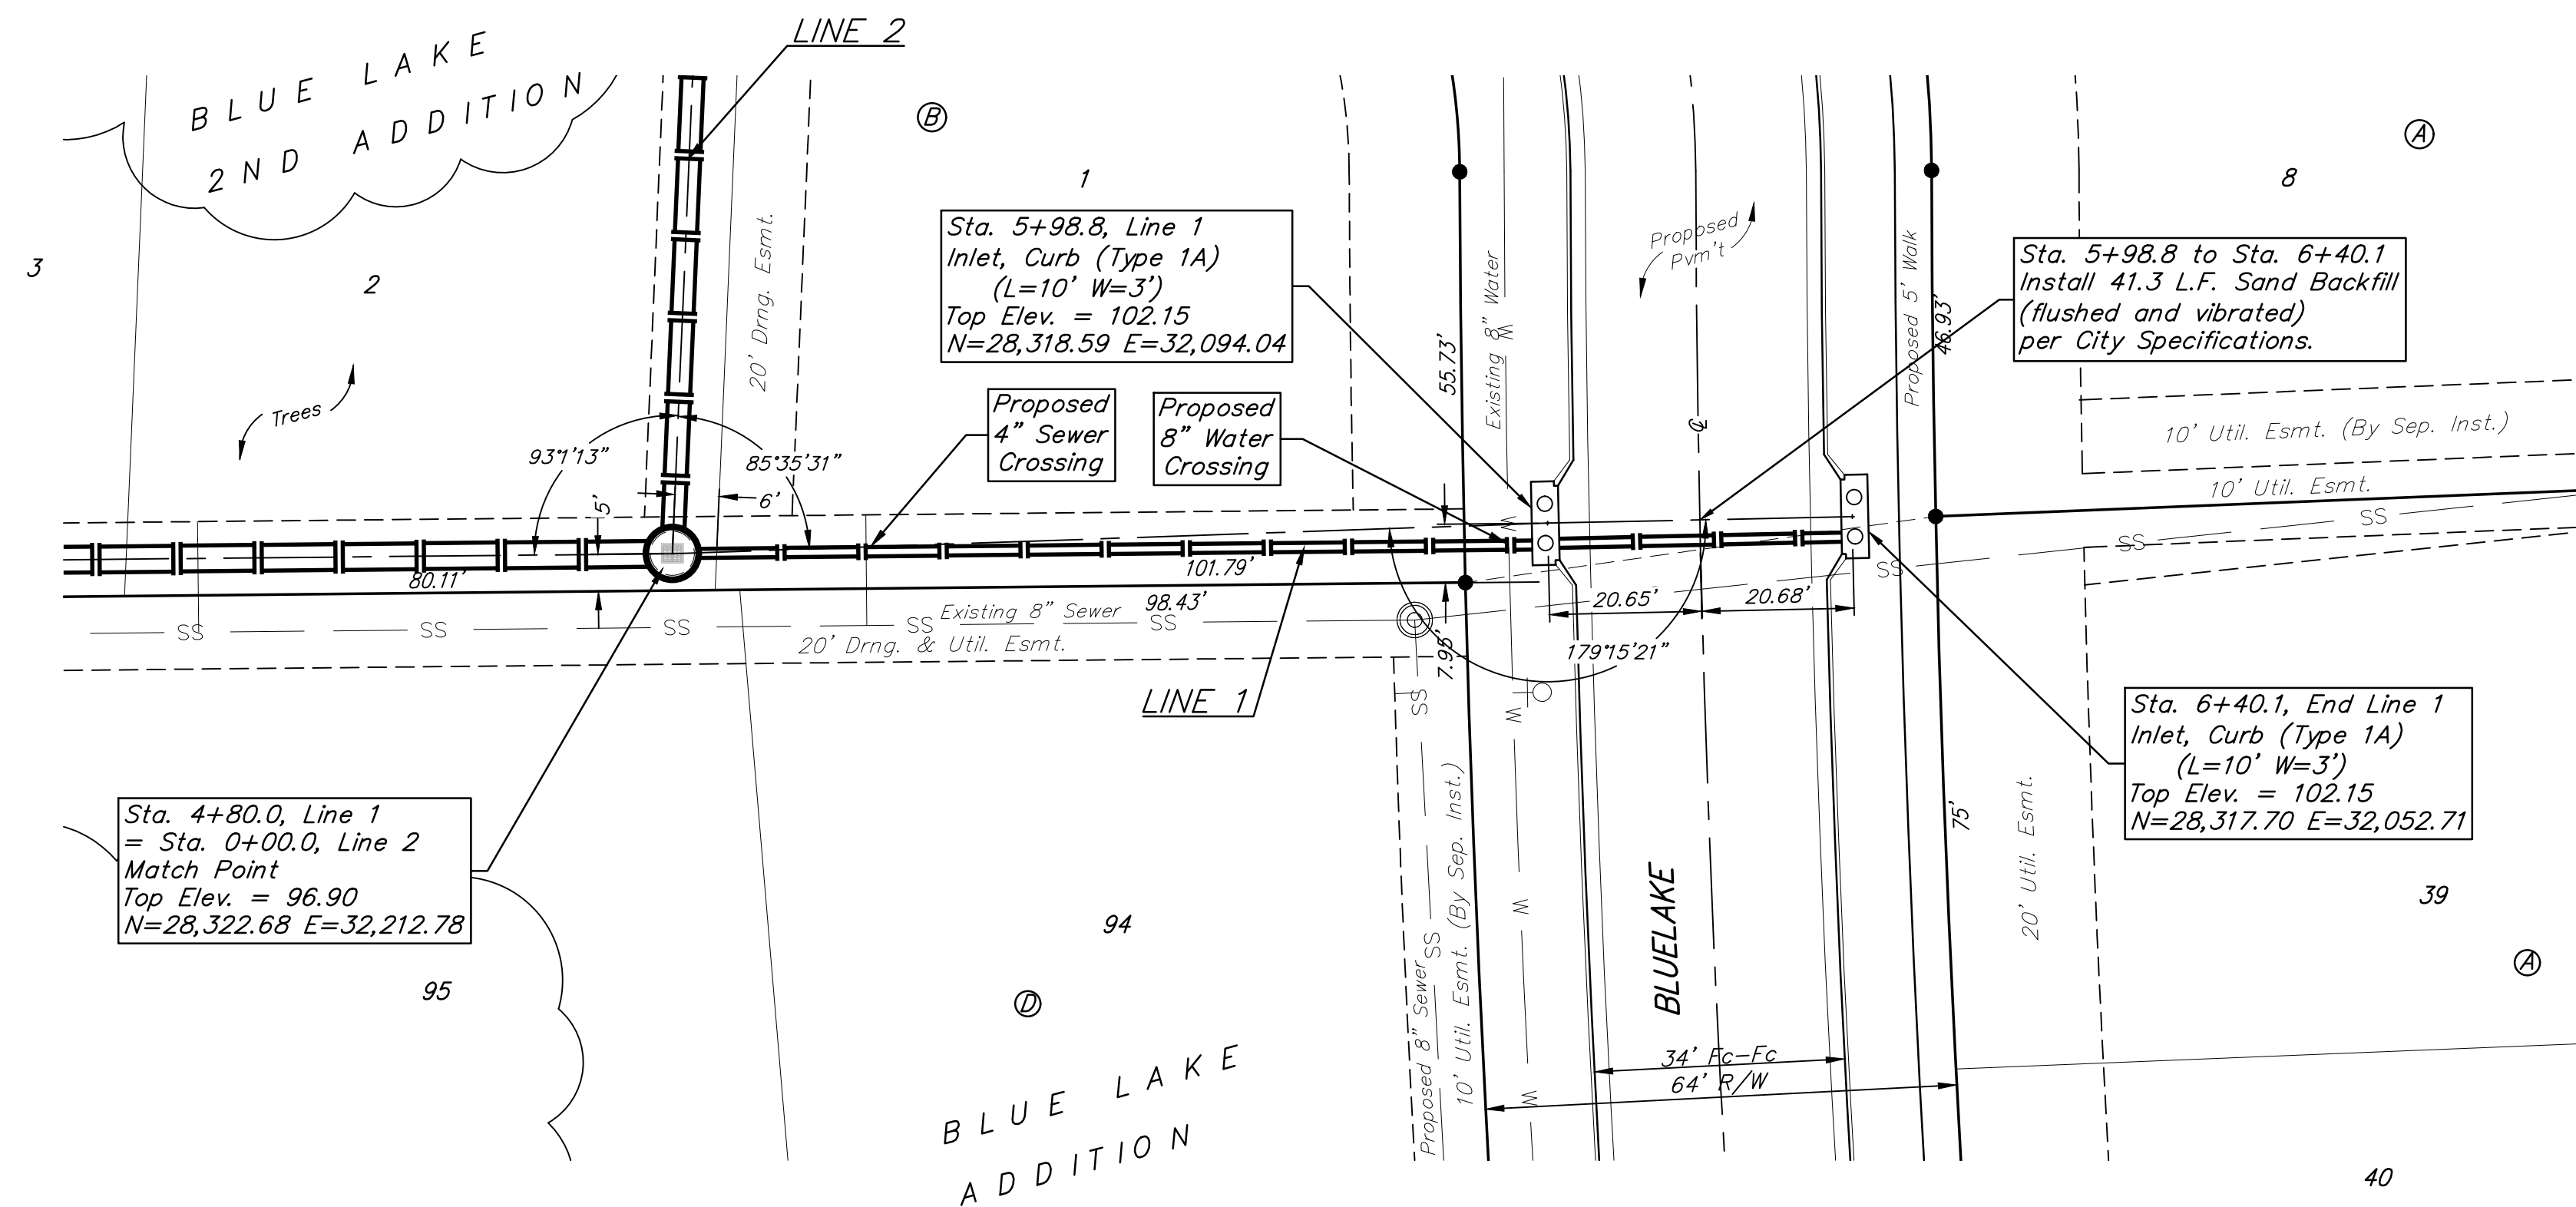 LINE 2
BLUE LAKE
2ND ADDITION
B
A
1
8
3
2
Sta. 5+98.8, Line 1
Inlet, Curb (Type 1A)
(L=10' W=3')
Top Elev. = 102.15
N=28,318.59 E=32,094.04
Proposed
Pvm't
Sta. 5+98.8 to Sta. 6+40.1
Install 41.3 L.F. Sand Backfill
(flushed and vibrated)
per City Specifications.
20' Drng. Esmt.
Existing 8" Water
W
Proposed 5' Walk
55.73'
46.93'
Trees
Proposed
4" Sewer
Crossing
Proposed
8" Water
Crossing
℄
10' Util. Esmt. (By Sep. Inst.)
10' Util. Esmt.
93°1'13"
85°35'31"
5'
6'
W
SS
SS
SS
80.11'
101.79'
98.43'
20.65'
20.68'
Existing 8" Sewer
SS
SS
SS
SS
SS
20' Drng. & Util. Esmt.
7.95'
179°15'21"
LINE 1
SS
W
Sta. 6+40.1, End Line 1
Inlet, Curb (Type 1A)
(L=10' W=3')
Top Elev. = 102.15
N=28,317.70 E=32,052.71
Sta. 4+80.0, Line 1
= Sta. 0+00.0, Line 2
Match Point
Top Elev. = 96.90
N=28,322.68 E=32,212.78
75'
20' Util. Esmt.
BLUELAKE
10' Util. Esmt. (By Sep. Inst.)
Proposed 8" Sewer
SS
W
W
94
39
95
D
A
34' Fc-Fc
64' R/W
BLUE LAKE
ADDITION
40